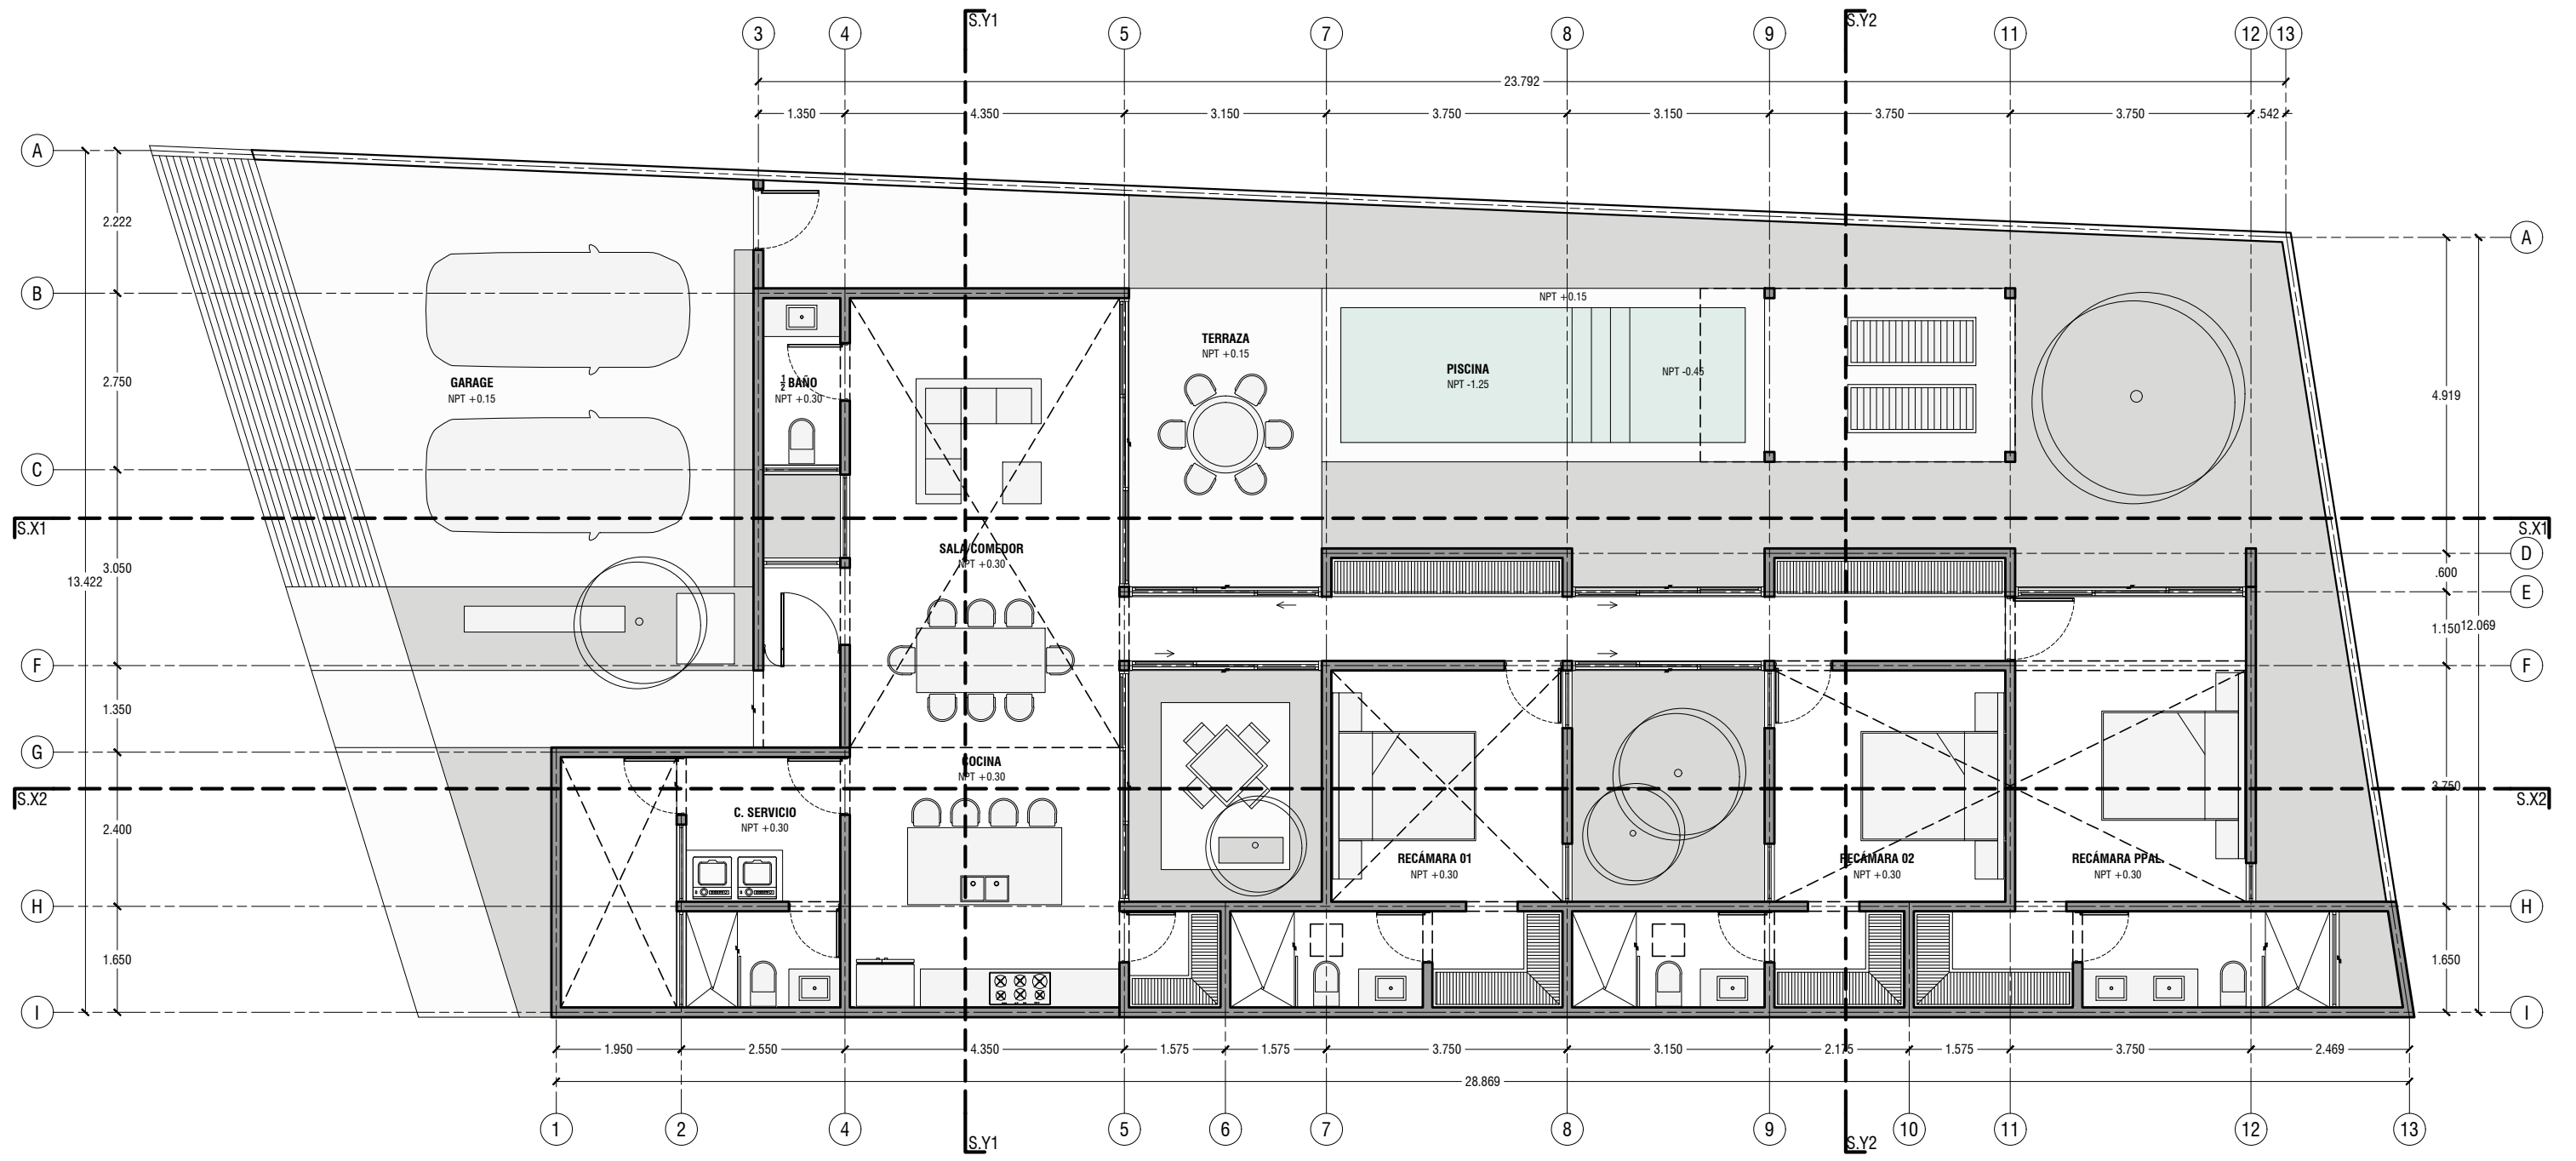 S.Y1
S.Y2
3
4
5
7
8
9
11
12
13
23.792
1.350
4.350
3.150
3.750
3.150
3.750
3.750
.542
A
A
2.222
B
NPT +0.15
TERRAZA
NPT +0.15
PISCINA
NPT -1.25
NPT -0.45
GARAGE
NPT +0.15
½ BAÑO
NPT +0.30
2.750
4.919
C
S.X1
S.X1
SALA/COMEDOR
NPT +0.30
D
3.050
13.422
.600
E
1.150
12.069
F
F
1.350
G
COCINA
NPT +0.30
3.750
S.X2
S.X2
C. SERVICIO
NPT +0.30
2.400
RECÁMARA 01
NPT +0.30
RECÁMARA 02
NPT +0.30
RECÁMARA PPAL.
NPT +0.30
H
H
1.650
1.650
I
I
1.950
2.550
4.350
1.575
1.575
3.750
3.150
2.175
1.575
3.750
2.469
28.869
1
2
4
5
6
7
8
9
10
11
12
13
S.Y1
S.Y2